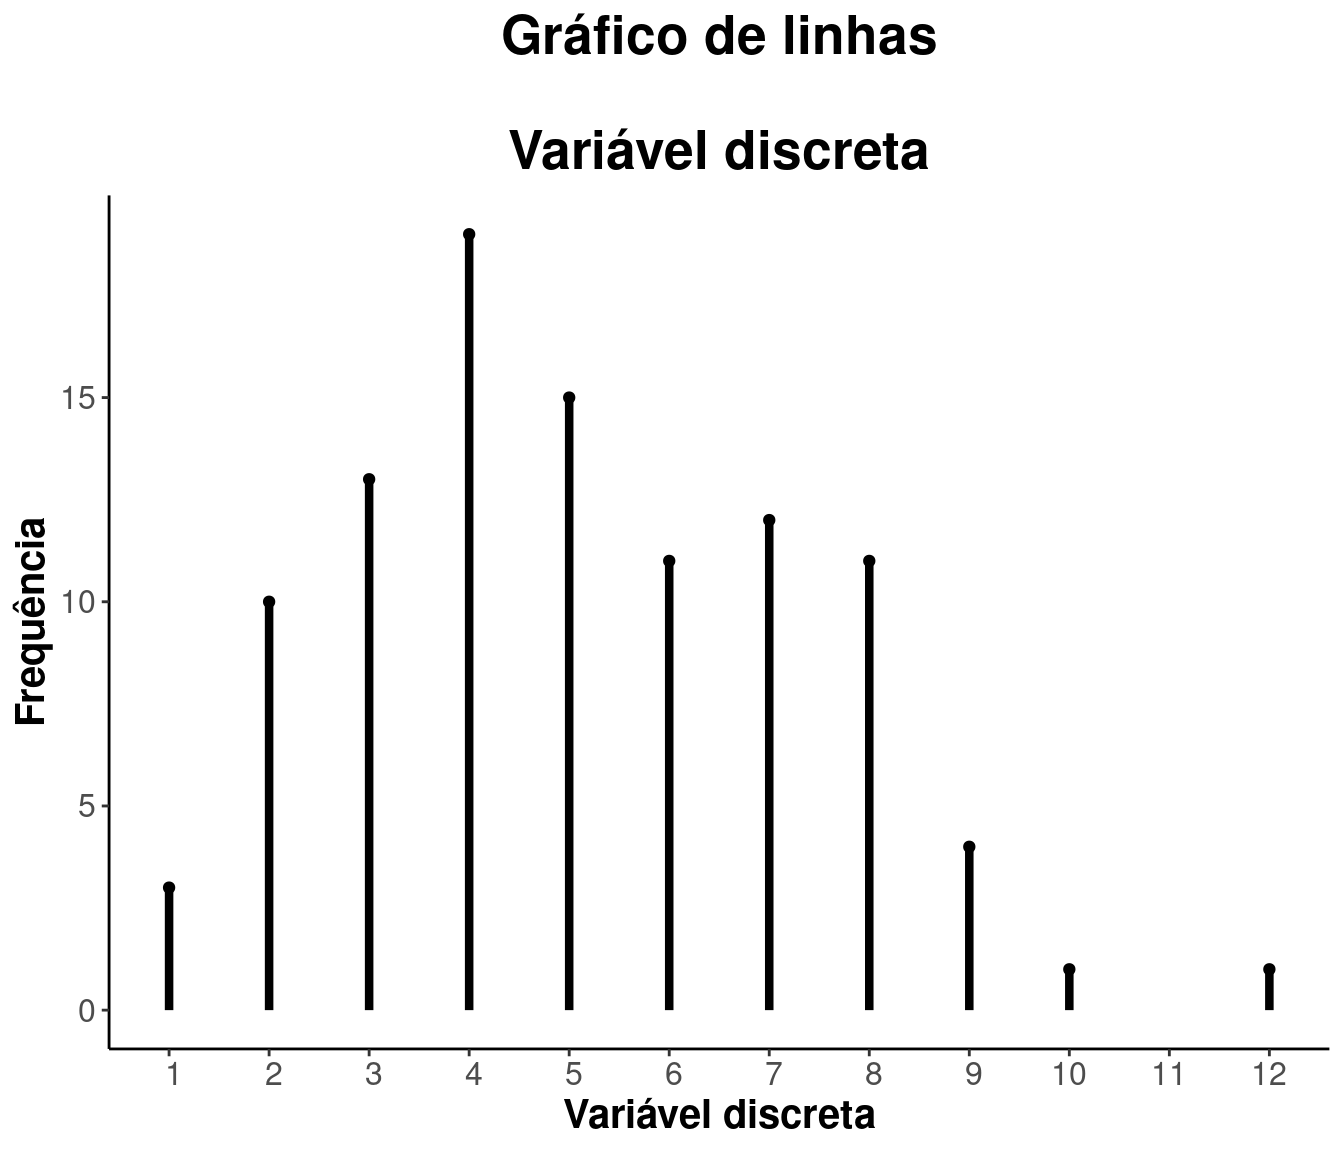 Gráfico de linhas
Variável discreta
15
10
5
0
Frequência
1 2 3 4 5 6 7 8 9 10 11 12
Variável discreta